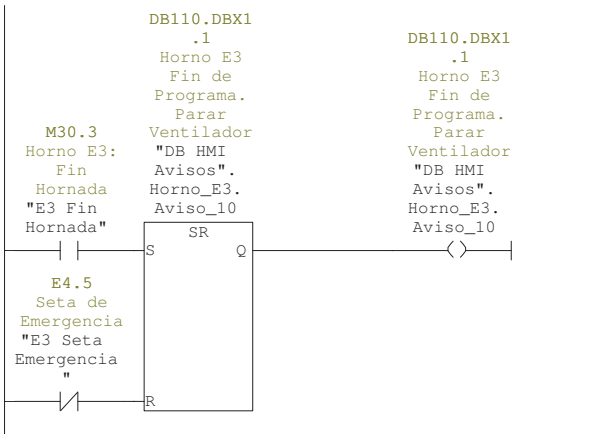 DB110.DBX1
.1
Horno E3
Fin de
Programa.
Parar
Ventilador
"DB HMI
Avisos".
Horno_E3.
Aviso_10
DB110.DBX1
.1
Horno E3
Fin de
Programa.
Parar
Ventilador
"DB HMI
Avisos".
Horno_E3.
Aviso_10
M30.3
Horno E3:
Fin
Hornada
"E3 Fin
Hornada"
SR
S
Q
E4.5
Seta de
Emergencia
"E3 Seta
Emergencia
"
R